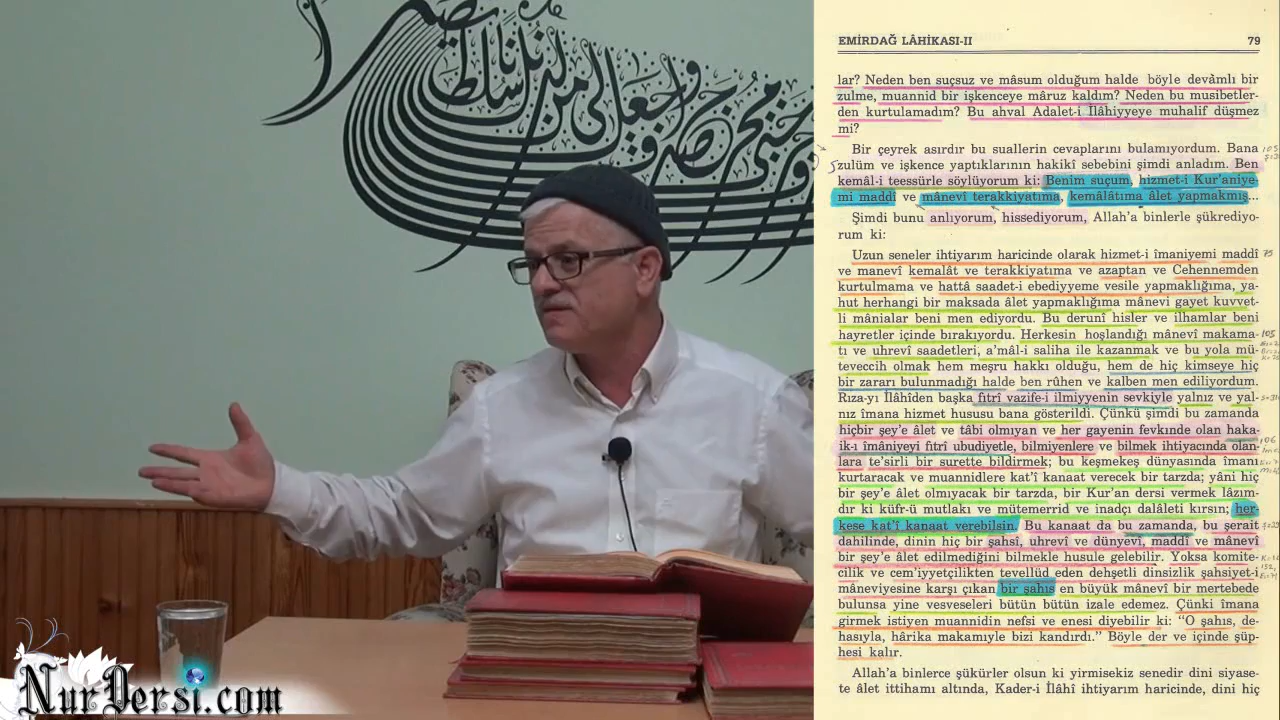 EMİRDAĞ LÂHİKASI-II 79
lar? Neden ben suçsuz ve mâsum olduğum halde böyle devâmlı bir
zulme, muannid bir işkenceye mâruz kaldım? Neden bu musibetler-
den kurtulamadım? Bu ahval Adalet-i İlâhiyyeye muhalif düşmez
mi?
Bir çeyrek asırdır bu suallerin cevaplarını bulamıyordum. Bana
zulüm ve işkence yaptıklarının hakikî sebebini şimdi anladım. Ben
kemâl-i teessürle söylüyorum ki: Benim suçum, hizmet-i Kur'aniye-
mi maddî ve mânevî terakkiyatıma, kemâlâtıma âlet yapmakmış...
Şimdi bunu anlıyorum, hissediyorum, Allah'a binlerle şükrediyo-
rum ki:
Uzun seneler ihtiyarım haricinde olarak hizmet-i îmaniyemi maddî
ve manevî kemalât ve terakkiyatıma ve azaptan ve Cehennemden
kurtulmama ve hattâ saadet-i ebediyyeme vesile yapmaklığıma, ya-
hut herhangi bir maksada âlet yapmaklığıma mânevi gayet kuvvet-
li mânialar beni men ediyordu. Bu derunî hisler ve ilhamlar beni
hayretler içinde bırakıyordu. Herkesin hoşlandığı mânevî makama-
tı ve uhrevî saadetleri, a'mâl-i saliha ile kazanmak ve bu yola mü-
teveccih olmak hem meşru hakkı olduğu, hem de hiç kimseye hiç
bir zararı bulunmadığı halde ben rûhen ve kalben men ediliyordum.
Rıza-yı İlâhîden başka fıtrî vazife-i ilmiyyenin sevkiyle yalnız ve yal-
nız îmana hizmet hususu bana gösterildi. Çünkü şimdi bu zamanda
hiçbir şey'e âlet ve tâbi olmıyan ve her gayenin fevkınde olan haka-
ik-ı îmâniyeyi fıtrî ubudiyetle, bilmiyenlere ve bilmek ihtiyacında olan-
lara te'sirli bir surette bildirmek; bu keşmekeş dünyasında îmanı
kurtaracak ve muannidlere kat'î kanaat verecek bir tarzda; yâni hiç
bir şey'e âlet olmıyacak bir tarzda, bir Kur'an dersi vermek lâzım-
dır ki küfr-ü mutlakı ve mütemerrid ve inadçı dalâleti kırsın; her-
kese kat'î kanaat verebilsin. Bu kanaat da bu zamanda, bu şerait
dahilinde, dinin hiç bir şahsî, uhrevî ve dünyevî, maddî ve mânevî
bir şey'e âlet edilmediğini bilmekle husule gelebilir. Yoksa komite-
cilik ve cem'iyyetçilikten tevellüd eden dehşetli dinsizlik şahsiyet-i
mâneviyesine karşı çıkan bir şahıs en büyük mânevî bir mertebede
bulunsa yine vesveseleri bütün bütün izale edemez. Çünki îmana
girmek istiyen muannidin nefsi ve enesi diyebilir ki: "O şahıs, de-
hasıyla, hârika makamıyle bizi kandırdı." Böyle der ve içinde şüp-
hesi kalır.
Allah'a binlerce şükürler olsun ki yirmisekiz senedir dini siyase-
te âlet ittihamı altında, Kader-i İlâhî ihtiyarım haricinde, dini hiç
NurDersi.com